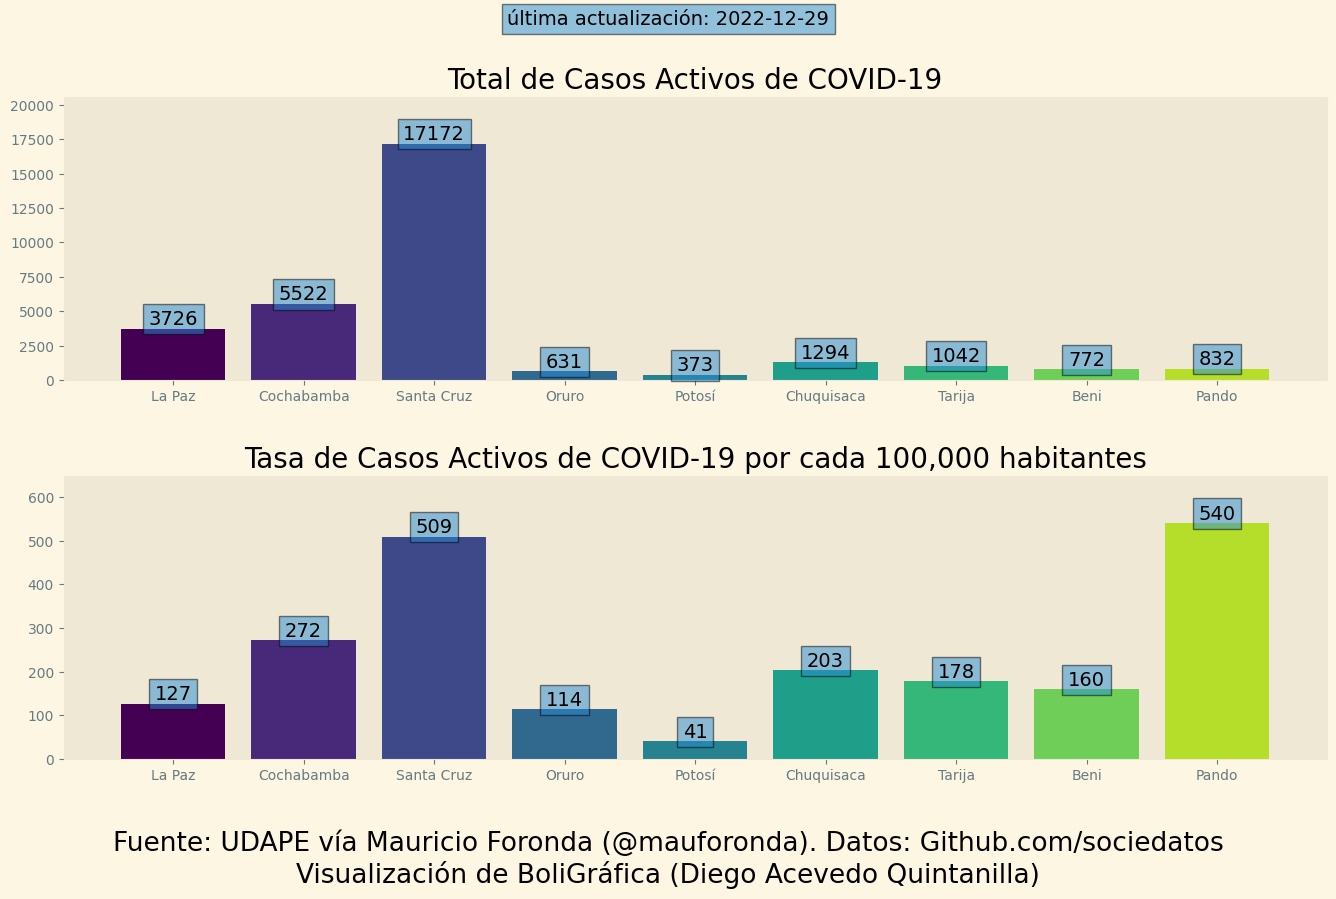 última actualización: 2022-12-29
Total de Casos Activos de COVID-19
20000
17500
15000
12500
10000
7500
5000
2500
0
3726
5522
17172
631
373
1294
1042
772
832
La Paz
Cochabamba
Santa Cruz
Oruro
Potosí
Chuquisaca
Tarija
Beni
Pando
Tasa de Casos Activos de COVID-19 por cada 100,000 habitantes
600
500
400
300
200
100
0
127
272
509
114
41
203
178
160
540
La Paz
Cochabamba
Santa Cruz
Oruro
Potosí
Chuquisaca
Tarija
Beni
Pando
Fuente: UDAPE vía Mauricio Foronda (@mauforonda). Datos: Github.com/sociedatos
Visualización de BoliGráfica (Diego Acevedo Quintanilla)